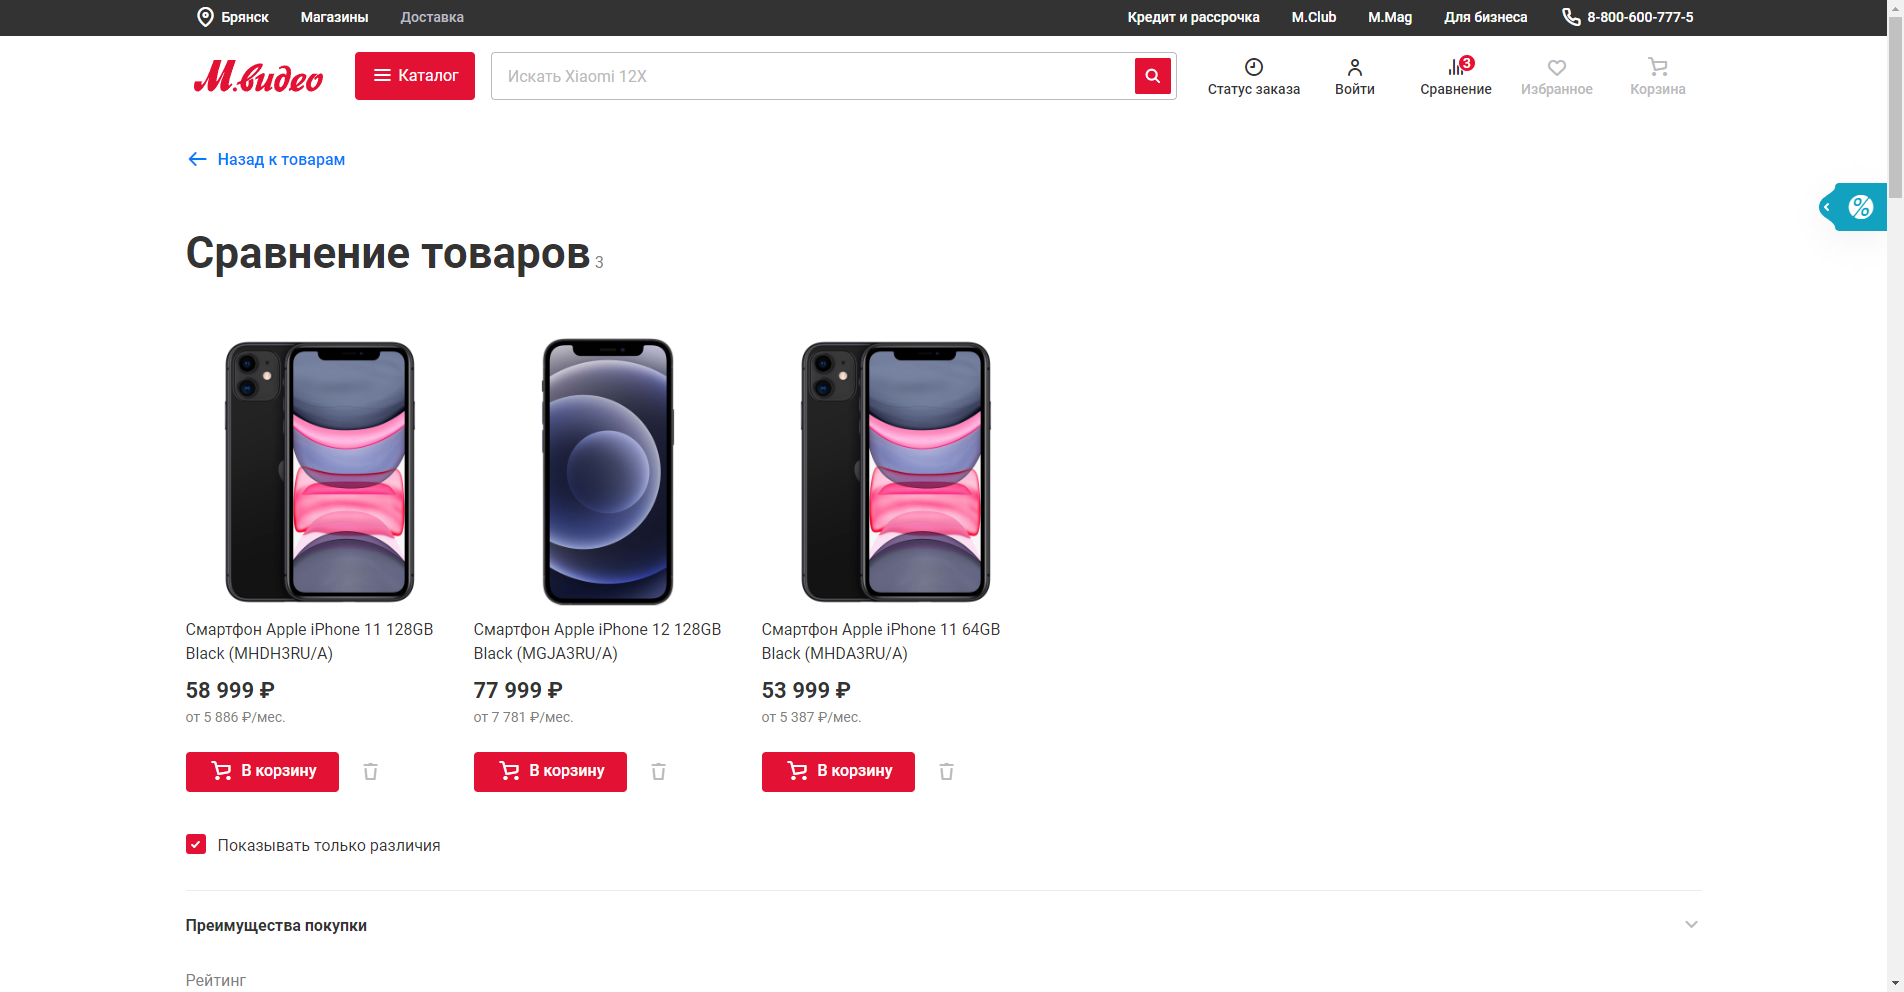 Брянск Магазины Доставка Кредит и рассрочка M.Club M.Mag Для бизнеса 8-800-600-777-5
М.видео Каталог Искать Xiaomi 12X Статус заказа Войти 3 Сравнение Избранное Корзина
Назад к товарам
%
Сравнение товаров 3
Смартфон Apple iPhone 11 128GB
Black (MHDH3RU/A)
58 999 ₽
от 5 886 ₽/мес.
В корзину
Смартфон Apple iPhone 12 128GB
Black (MGJA3RU/A)
77 999 ₽
от 7 781 ₽/мес.
В корзину
Смартфон Apple iPhone 11 64GB
Black (MHDA3RU/A)
53 999 ₽
от 5 387 ₽/мес.
В корзину
Показывать только различия
Преимущества покупки
Рейтинг